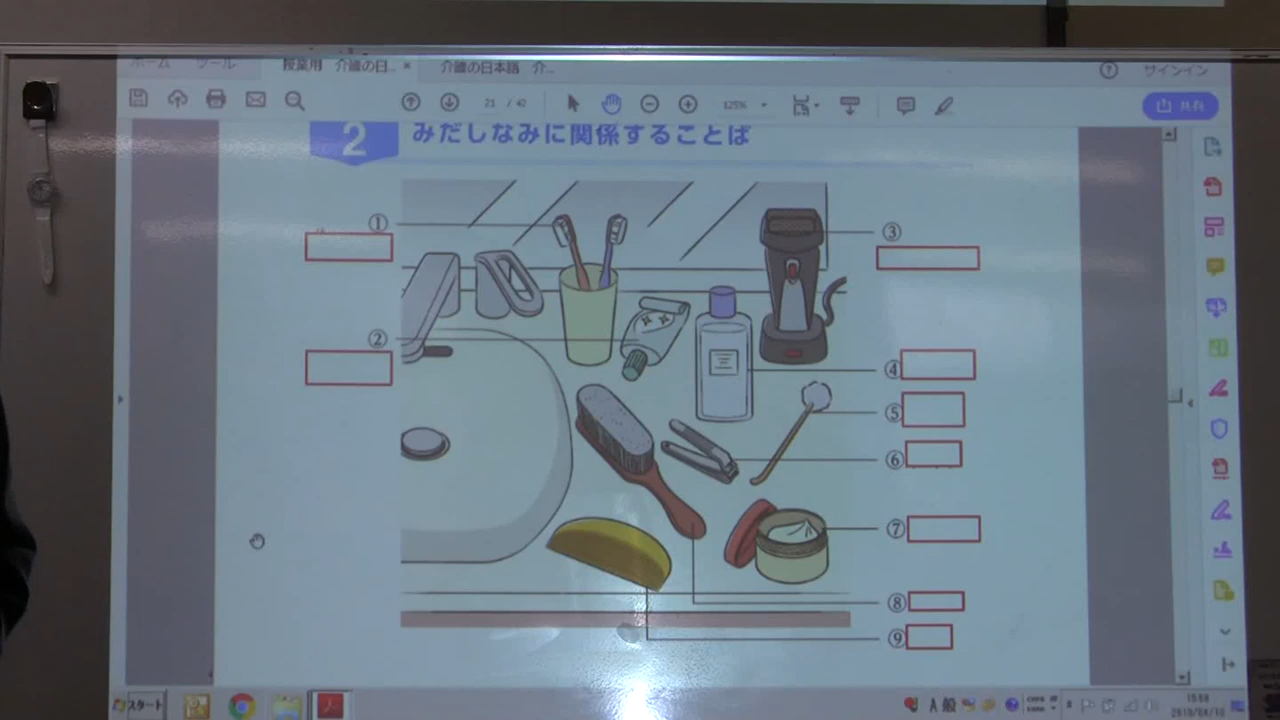 ホーム ツール 授業用 介護の日... × 介護の日本語 介... サインイン
21 / 42 125% 共有
2 みだしなみに関係することば
①
③
②
④
⑤
⑥
⑦
⑧
⑨
スタート A 般 15:58